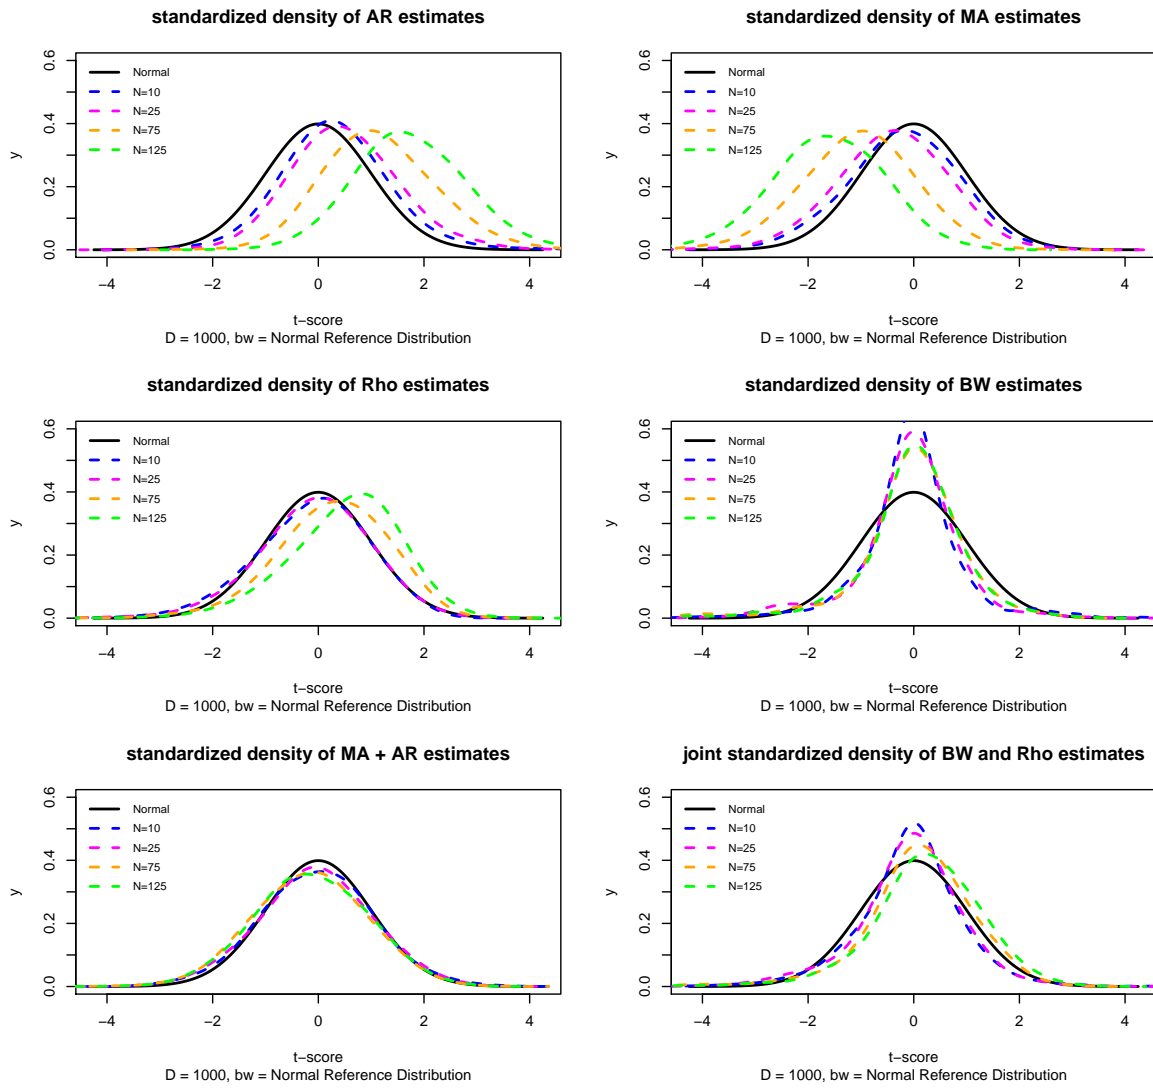 standardized density of AR estimates
y
0.0 0.2 0.4 0.6
Normal
N=10
N=25
N=75
N=125
−4 −2 0 2 4
t−score
D = 1000, bw = Normal Reference Distribution
standardized density of MA estimates
y
0.0 0.2 0.4 0.6
Normal
N=10
N=25
N=75
N=125
−4 −2 0 2 4
t−score
D = 1000, bw = Normal Reference Distribution
standardized density of Rho estimates
y
0.0 0.2 0.4 0.6
Normal
N=10
N=25
N=75
N=125
−4 −2 0 2 4
t−score
D = 1000, bw = Normal Reference Distribution
standardized density of BW estimates
y
0.0 0.2 0.4 0.6
Normal
N=10
N=25
N=75
N=125
−4 −2 0 2 4
t−score
D = 1000, bw = Normal Reference Distribution
standardized density of MA + AR estimates
y
0.0 0.2 0.4 0.6
Normal
N=10
N=25
N=75
N=125
−4 −2 0 2 4
t−score
D = 1000, bw = Normal Reference Distribution
joint standardized density of BW and Rho estimates
y
0.0 0.2 0.4 0.6
Normal
N=10
N=25
N=75
N=125
−4 −2 0 2 4
t−score
D = 1000, bw = Normal Reference Distribution